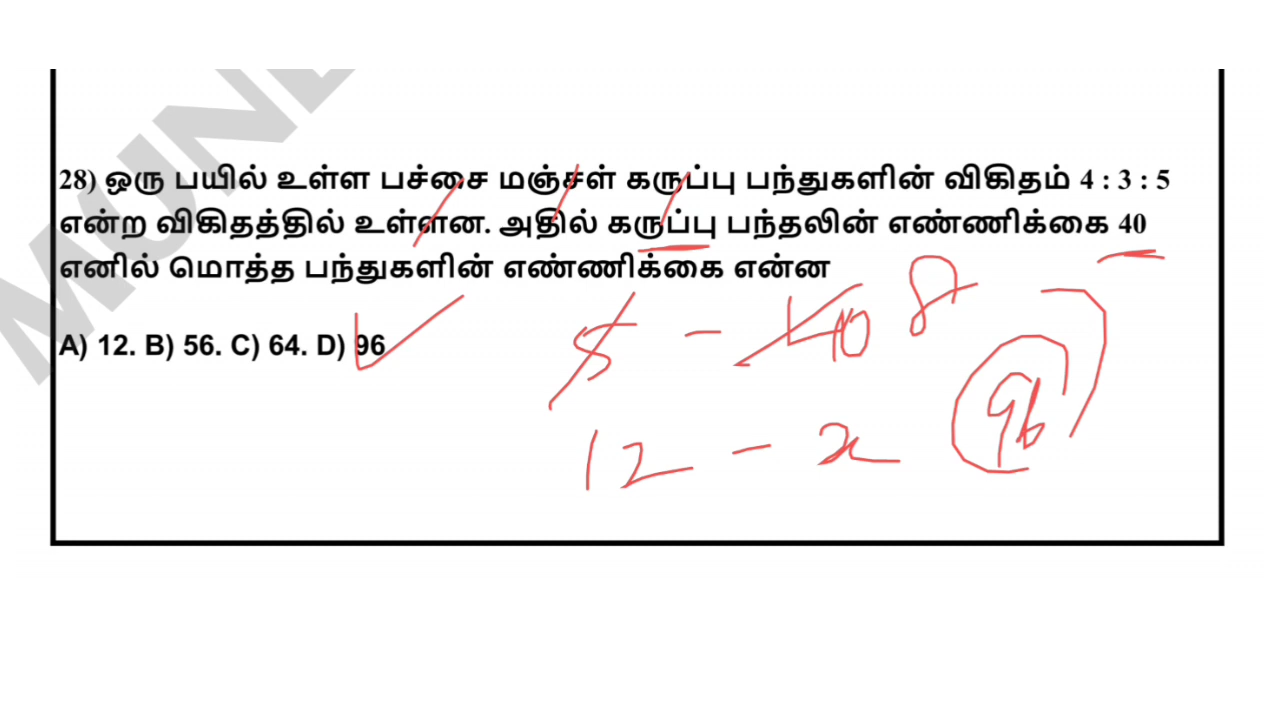 28) ஒரு பயில் உள்ள பச்சை மஞ்சள் கருப்பு பந்துகளின் விகிதம் 4 : 3 : 5
என்ற விகிதத்தில் உள்ளன. அதில் கருப்பு பந்தலின் எண்ணிக்கை 40
எனில் மொத்த பந்துகளின் எண்ணிக்கை என்ன
A) 12. B) 56. C) 64. D) 96
5 - 40 8
12 - x 96